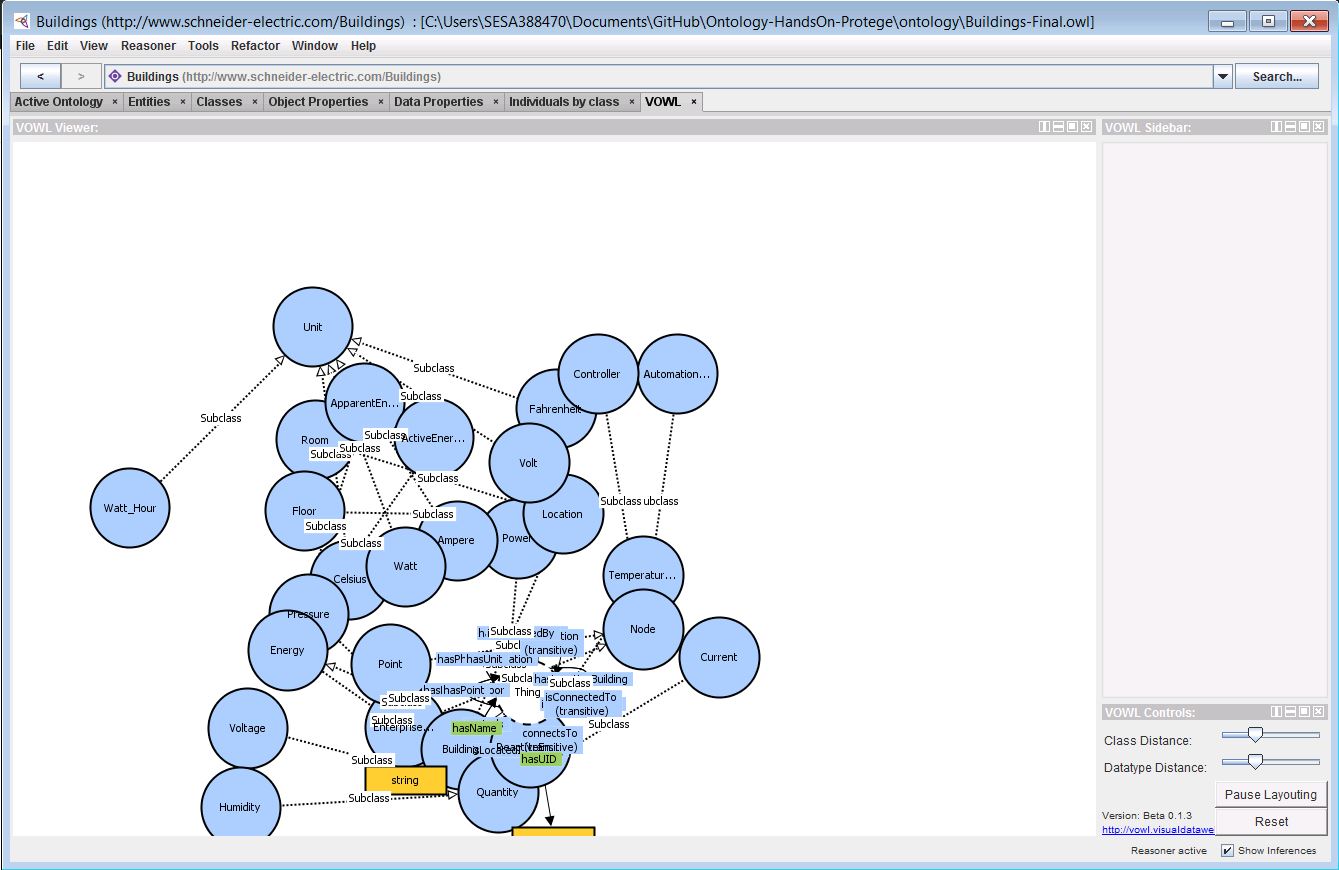 Buildings (http://www.schneider-electric.com/Buildings) : [C:\Users\SESA388470\Documents\GitHub\Ontology-HandsOn-Protege\ontology\Buildings-Final.owl]
File Edit View Reasoner Tools Refactor Window Help
< > Buildings (http://www.schneider-electric.com/Buildings) Search...
Active Ontology × Entities × Classes × Object Properties × Data Properties × Individuals by class × VOWL ×
VOWL Viewer:
VOWL Sidebar:
Unit
Subclass
Controller
Automation...
Subclass
ApparentEn...
Fahrenheit
Subclass
Room
Subclass
ActiveEner...
Subclass
Volt
Subclass
Watt_Hour
Floor
Subclass
Subclass
Location
Subclass
Subclass
Ampere
Power
Watt
Celsius
Temperatur...
Pressure
Node
Energy
Point
Subclass
(transitive)
Current
hasUnit
Subclass
Thing
Building
hasPoint
isConnectedTo
(transitive)
Subclass
Subclass
Enterprise...
Subclass
Voltage
hasName
connectsTo
(transitive)
Building
hasUID
Subclass
string
Quantity
Humidity
Subclass
VOWL Controls:
Class Distance:
Datatype Distance:
Pause Layouting
Version: Beta 0.1.3
Reset
http://vowl.visualdatawe
Reasoner active Show Inferences